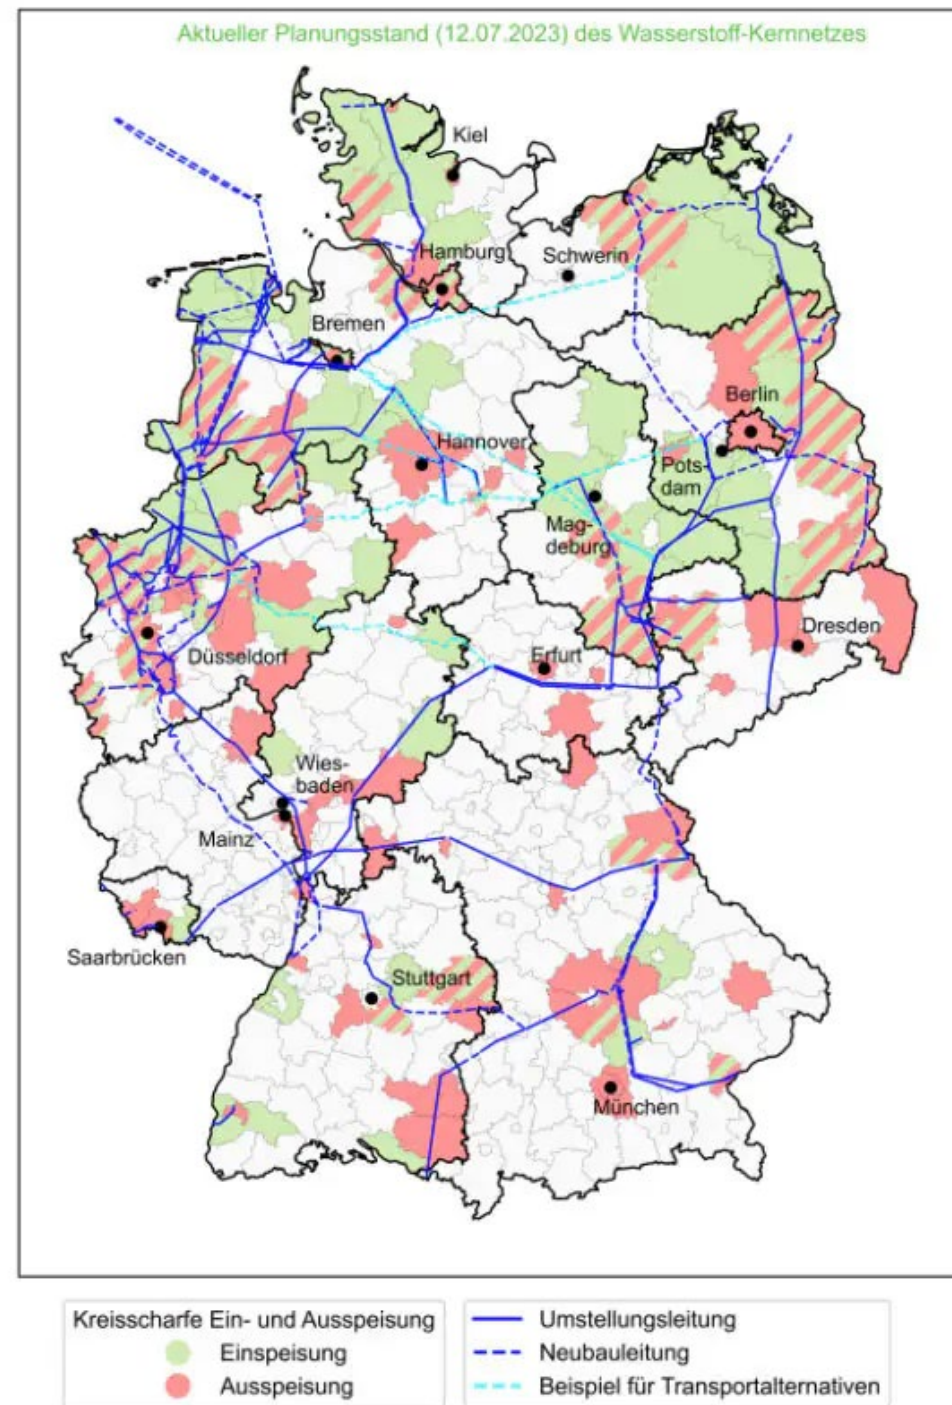 Aktueller Planungsstand (12.07.2023) des Wasserstoff-Kernnetzes
Kiel
Hamburg
Schwerin
Bremen
Berlin
Hannover
Pots-
dam
Mag-
deburg
Düsseldorf
Erfurt
Dresden
Wies-
baden
Mainz
Saarbrücken
Stuttgart
München
Kreisscharfe Ein- und Ausspeisung
Einspeisung
Ausspeisung
Umstellungsleitung
Neubauleitung
Beispiel für Transportalternativen